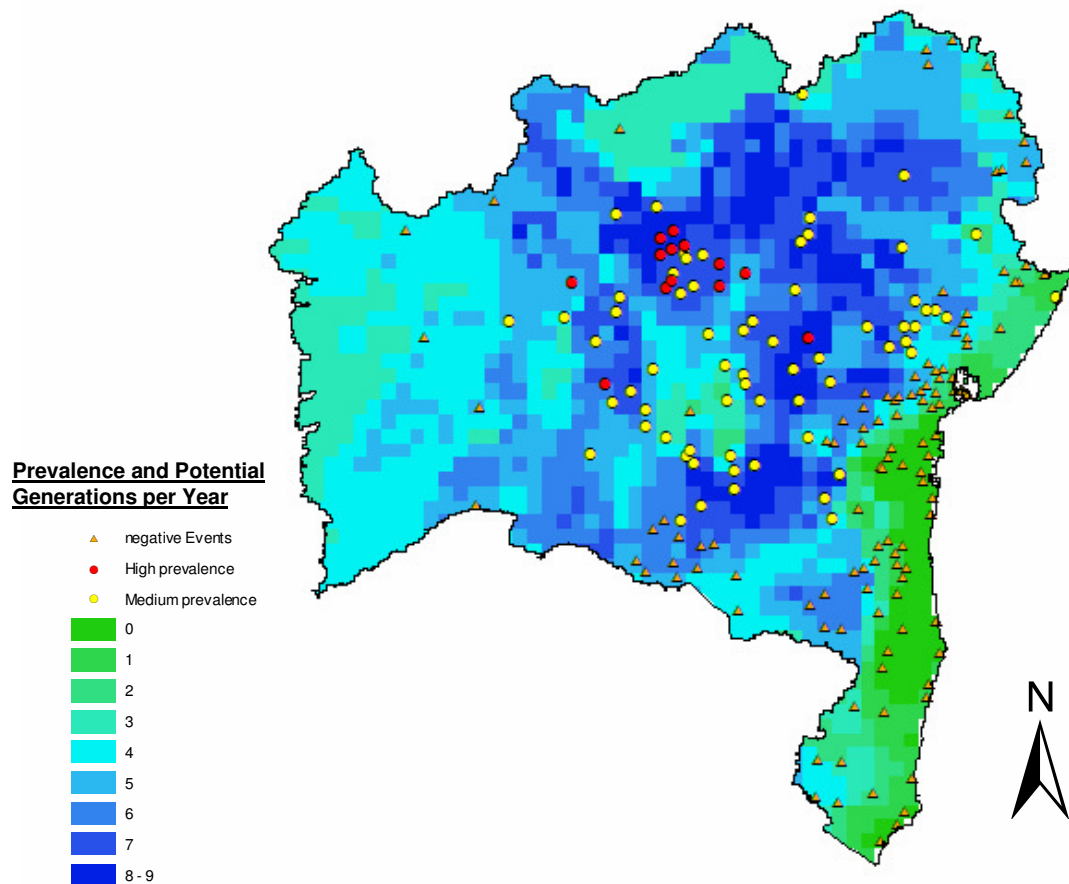 Prevalence and Potential
Generations per Year
negative Events
High prevalence
Medium prevalence
0
1
2
3
4
5
6
7
8 - 9
N